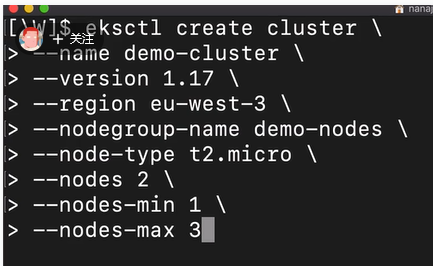 nanaj
[\W]$ eksctl create cluster \
+ 关注
> --name demo-cluster \
> --version 1.17 \
> --region eu-west-3 \
> --nodegroup-name demo-nodes \
> --node-type t2.micro \
> --nodes 2 \
> --nodes-min 1 \
> --nodes-max 3